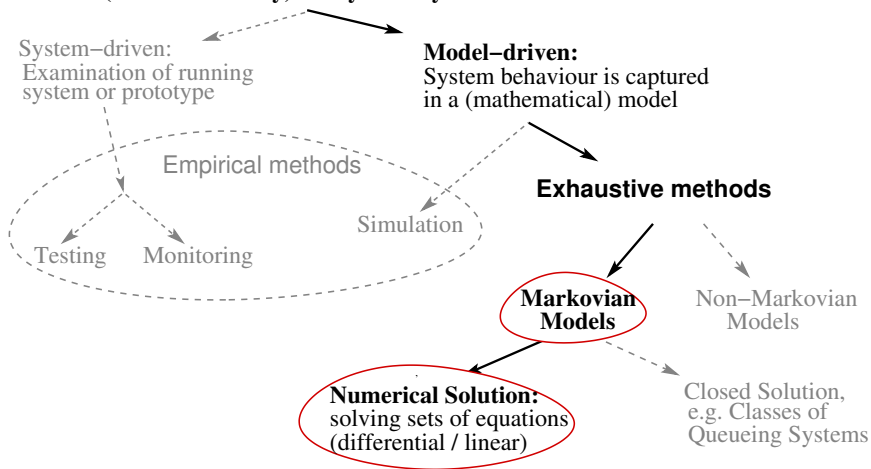 System–driven:
Examination of running
system or prototype
Model–driven:
System behaviour is captured
in a (mathematical) model
Empirical methods
Exhaustive methods
Simulation
Testing
Monitoring
Markovian
Models
Non–Markovian
Models
Numerical Solution:
solving sets of equations
(differential / linear)
Closed Solution,
e.g. Classes of
Queueing Systems